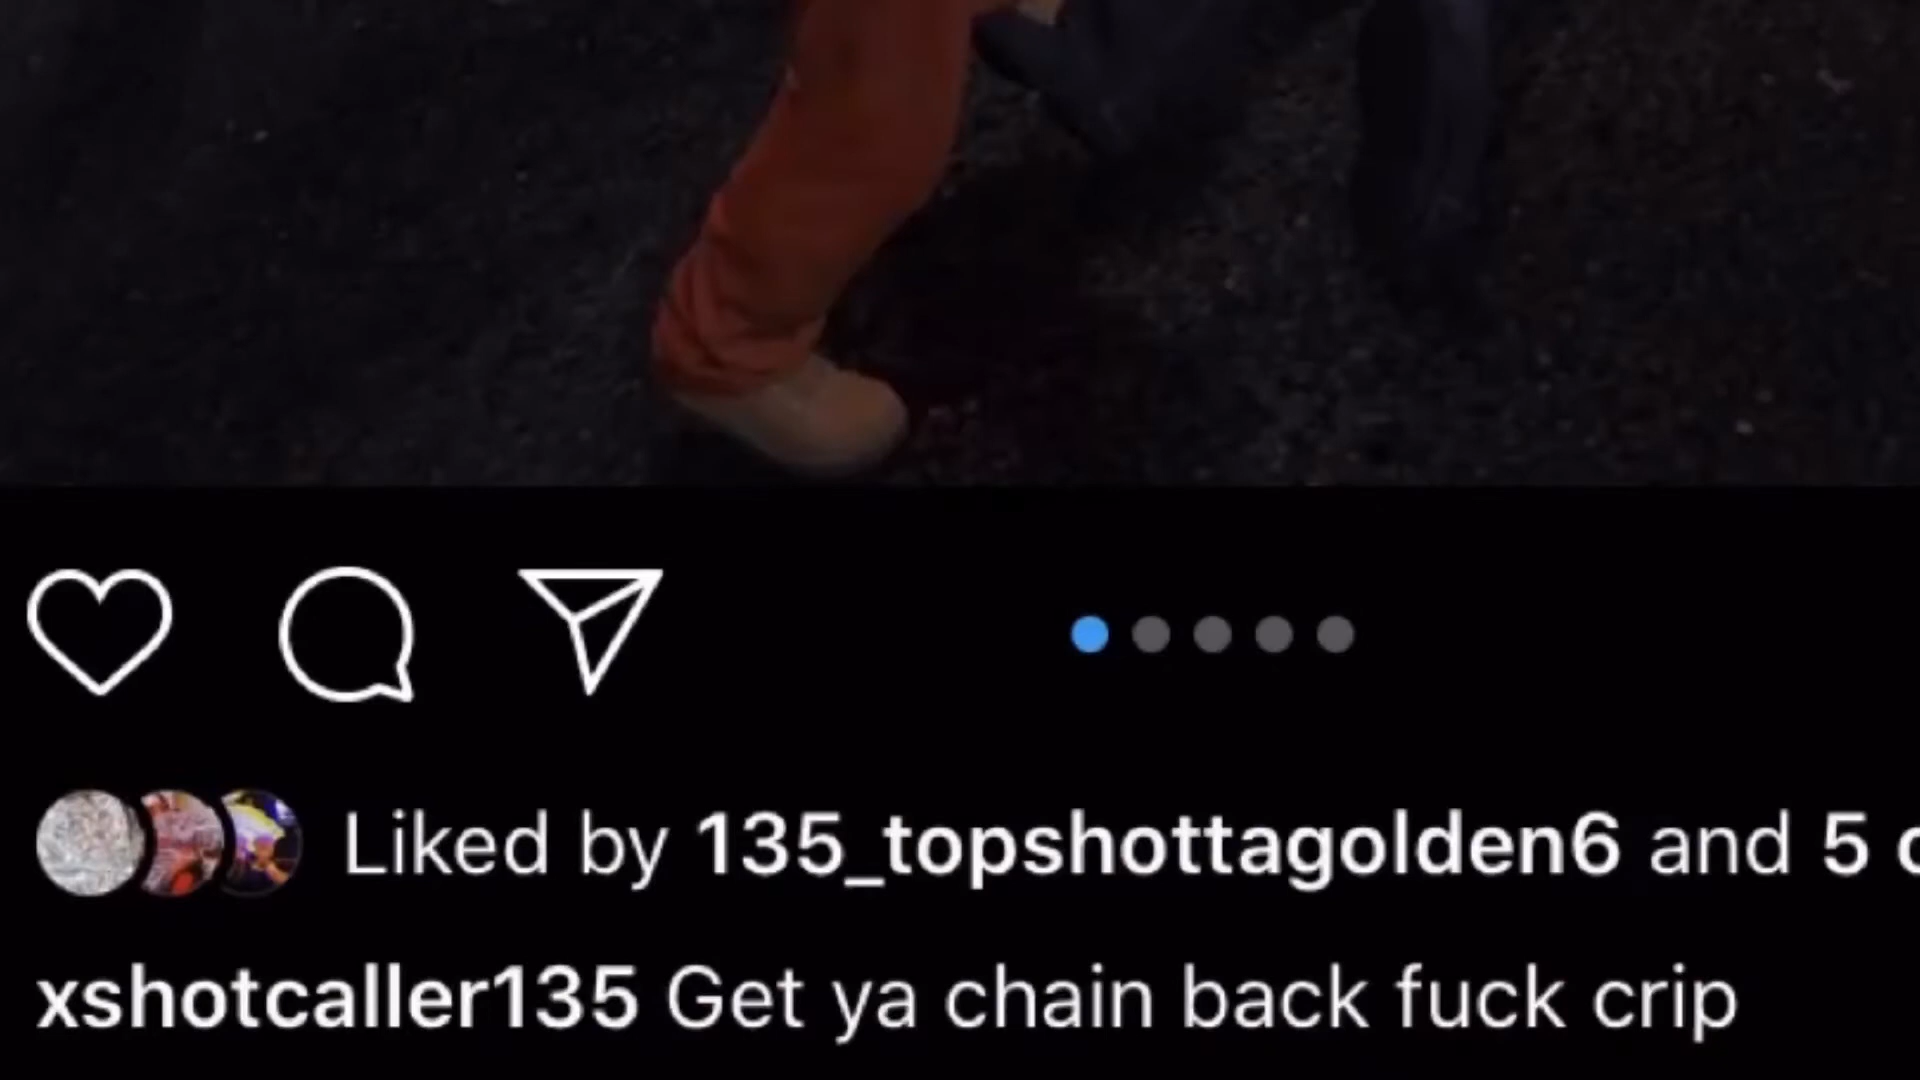 Liked by 135_topshottagolden6 and 5
xshotcaller135 Get ya chain back fuck crip